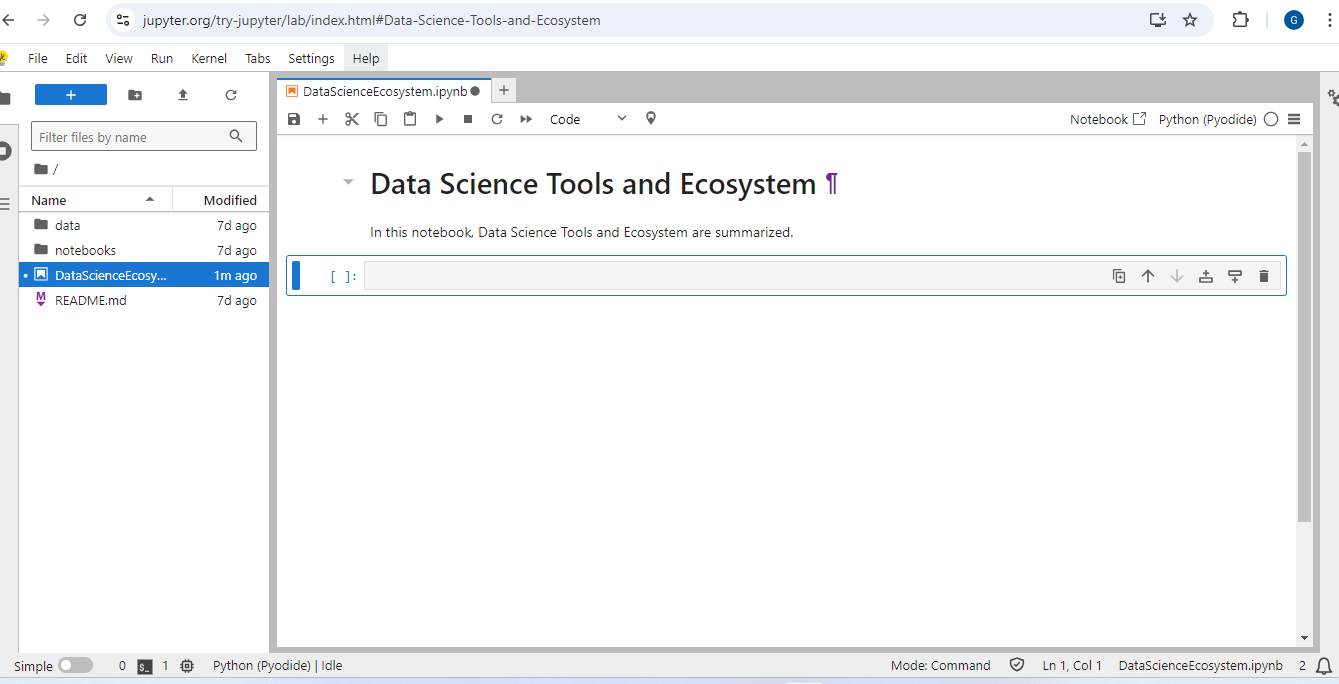 jupyter.org/try-jupyter/lab/index.html#Data-Science-Tools-and-Ecosystem
G
File Edit View Run Kernel Tabs Settings Help
DataScienceEcosystem.ipynb
Filter files by name
Code
Notebook
Python (Pyodide)
/
Name Modified
data 7d ago
notebooks 7d ago
DataScienceEcosy... 1m ago
README.md 7d ago
Data Science Tools and Ecosystem ¶
In this notebook, Data Science Tools and Ecosystem are summarized.
[ ]:
Simple 0 $_ 1 Python (Pyodide) | Idle Mode: Command Ln 1, Col 1 DataScienceEcosystem.ipynb 2